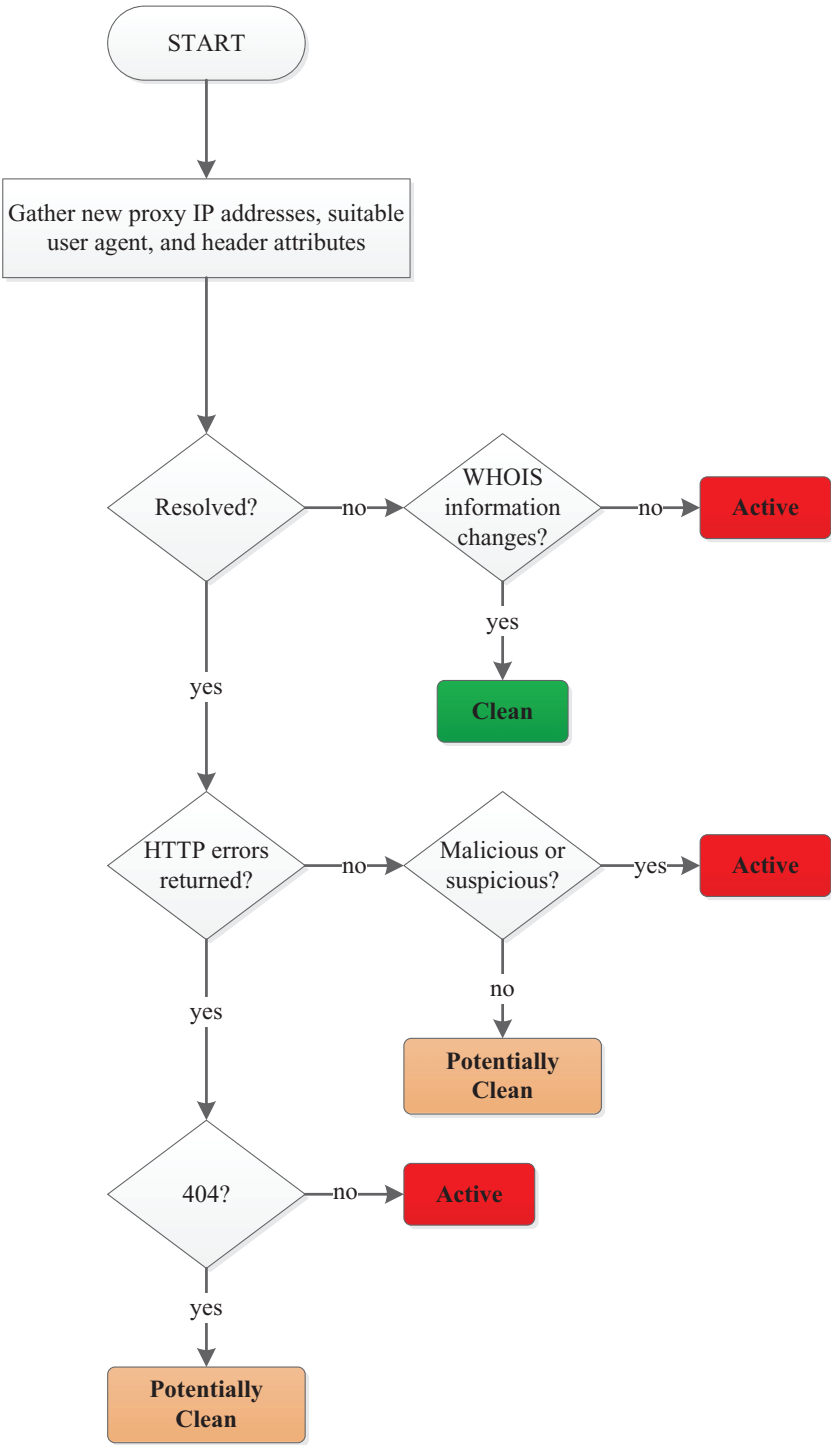 START
Gather new proxy IP addresses, suitable
user agent, and header attributes
Resolved?
no
WHOIS
information
changes?
no
Active
yes
Clean
yes
HTTP errors
returned?
no
Malicious or
suspicious?
yes
Active
no
Potentially
Clean
yes
404?
no
Active
yes
Potentially
Clean